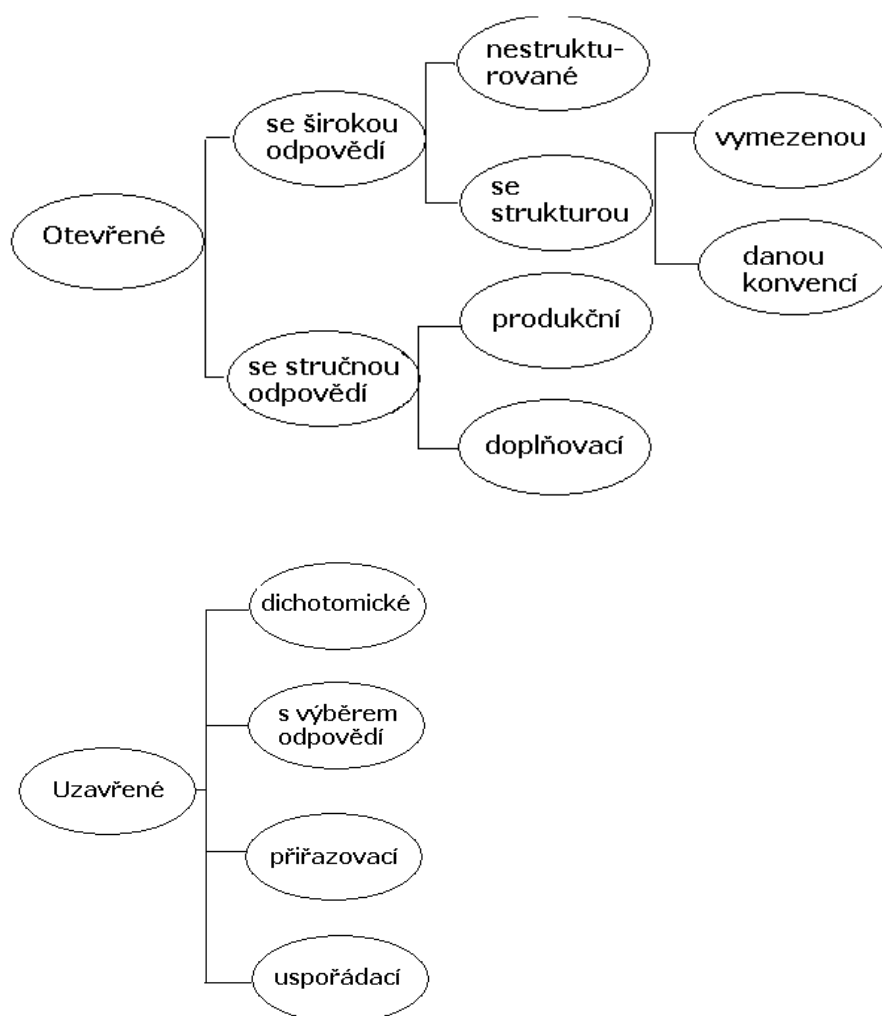 nestruktu-
rované
se širokou
odpovědí
vymezenou
se
strukturou
Otevřené
danou
konvencí
produkční
se stručnou
odpovědí
doplňovací
dichotomické
s výběrem
odpovědí
Uzavřené
přiřazovací
uspořádací